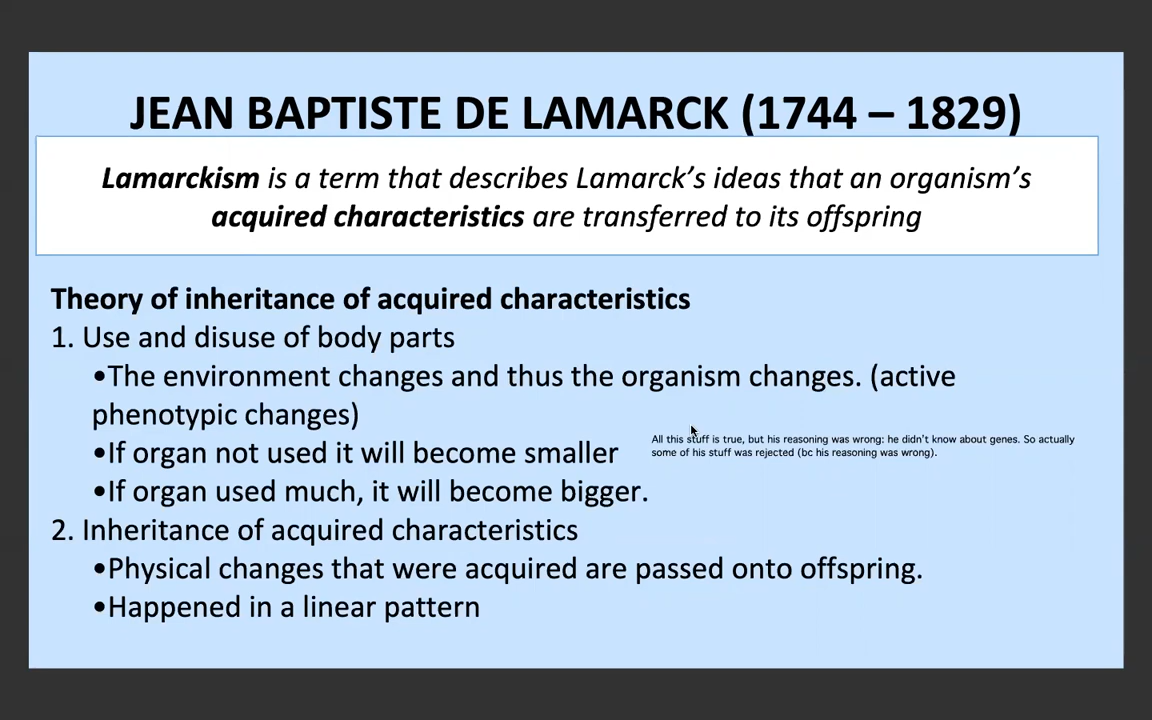 JEAN BAPTISTE DE LAMARCK (1744 – 1829)
Lamarckism is a term that describes Lamarck’s ideas that an organism’s
acquired characteristics are transferred to its offspring
Theory of inheritance of acquired characteristics
1. Use and disuse of body parts
•The environment changes and thus the organism changes. (active
phenotypic changes)
•If organ not used it will become smaller
All this stuff is true, but his reasoning was wrong: he didn't know about genes. So actually
some of his stuff was rejected (bc his reasoning was wrong).
•If organ used much, it will become bigger.
2. Inheritance of acquired characteristics
•Physical changes that were acquired are passed onto offspring.
•Happened in a linear pattern